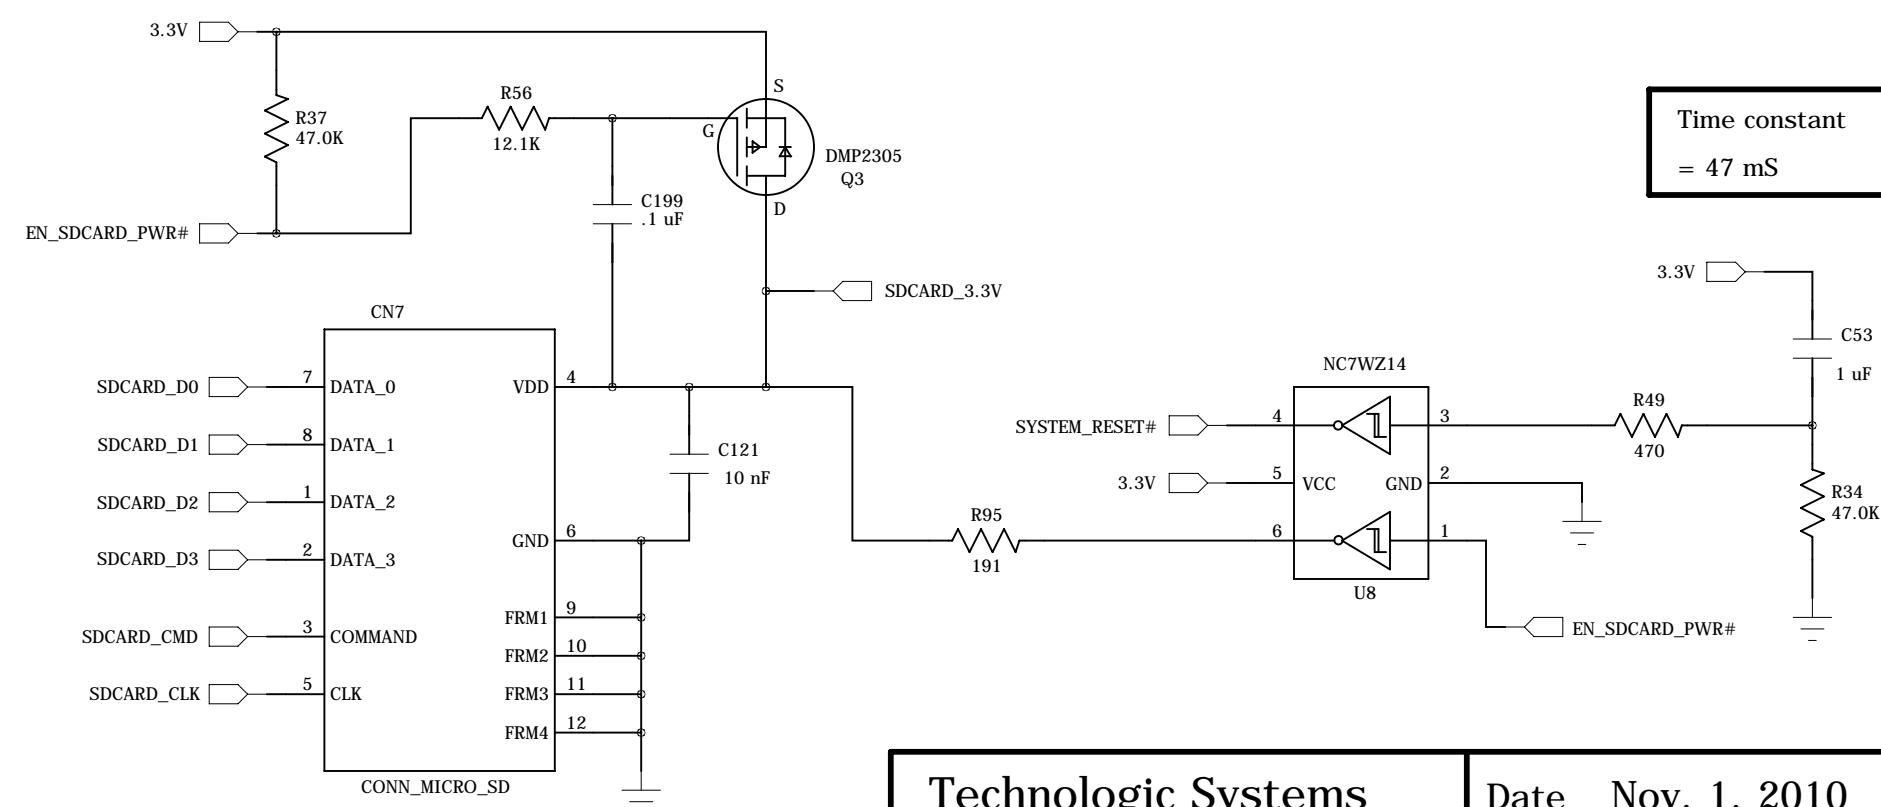 3.3V
R37
47.0K
R56
12.1K
S
G
D
DMP2305
Q3
C199
.1 uF
EN_SDCARD_PWR#
SDCARD_3.3V
Time constant
= 47 mS
CN7
SDCARD_D0 7 DATA_0
SDCARD_D1 8 DATA_1
SDCARD_D2 1 DATA_2
SDCARD_D3 2 DATA_3
SDCARD_CMD 3 COMMAND
SDCARD_CLK 5 CLK
VDD 4
GND 6
FRM1 9
FRM2 10
FRM3 11
FRM4 12
CONN_MICRO_SD
C121
10 nF
R95
191
NC7WZ14
SYSTEM_RESET# 4
3
3.3V 5 VCC
GND 2
6
1
U8
EN_SDCARD_PWR#
3.3V
C53
1 uF
R49
470
R34
47.0K
Technologic Systems
Date Nov. 1, 2010